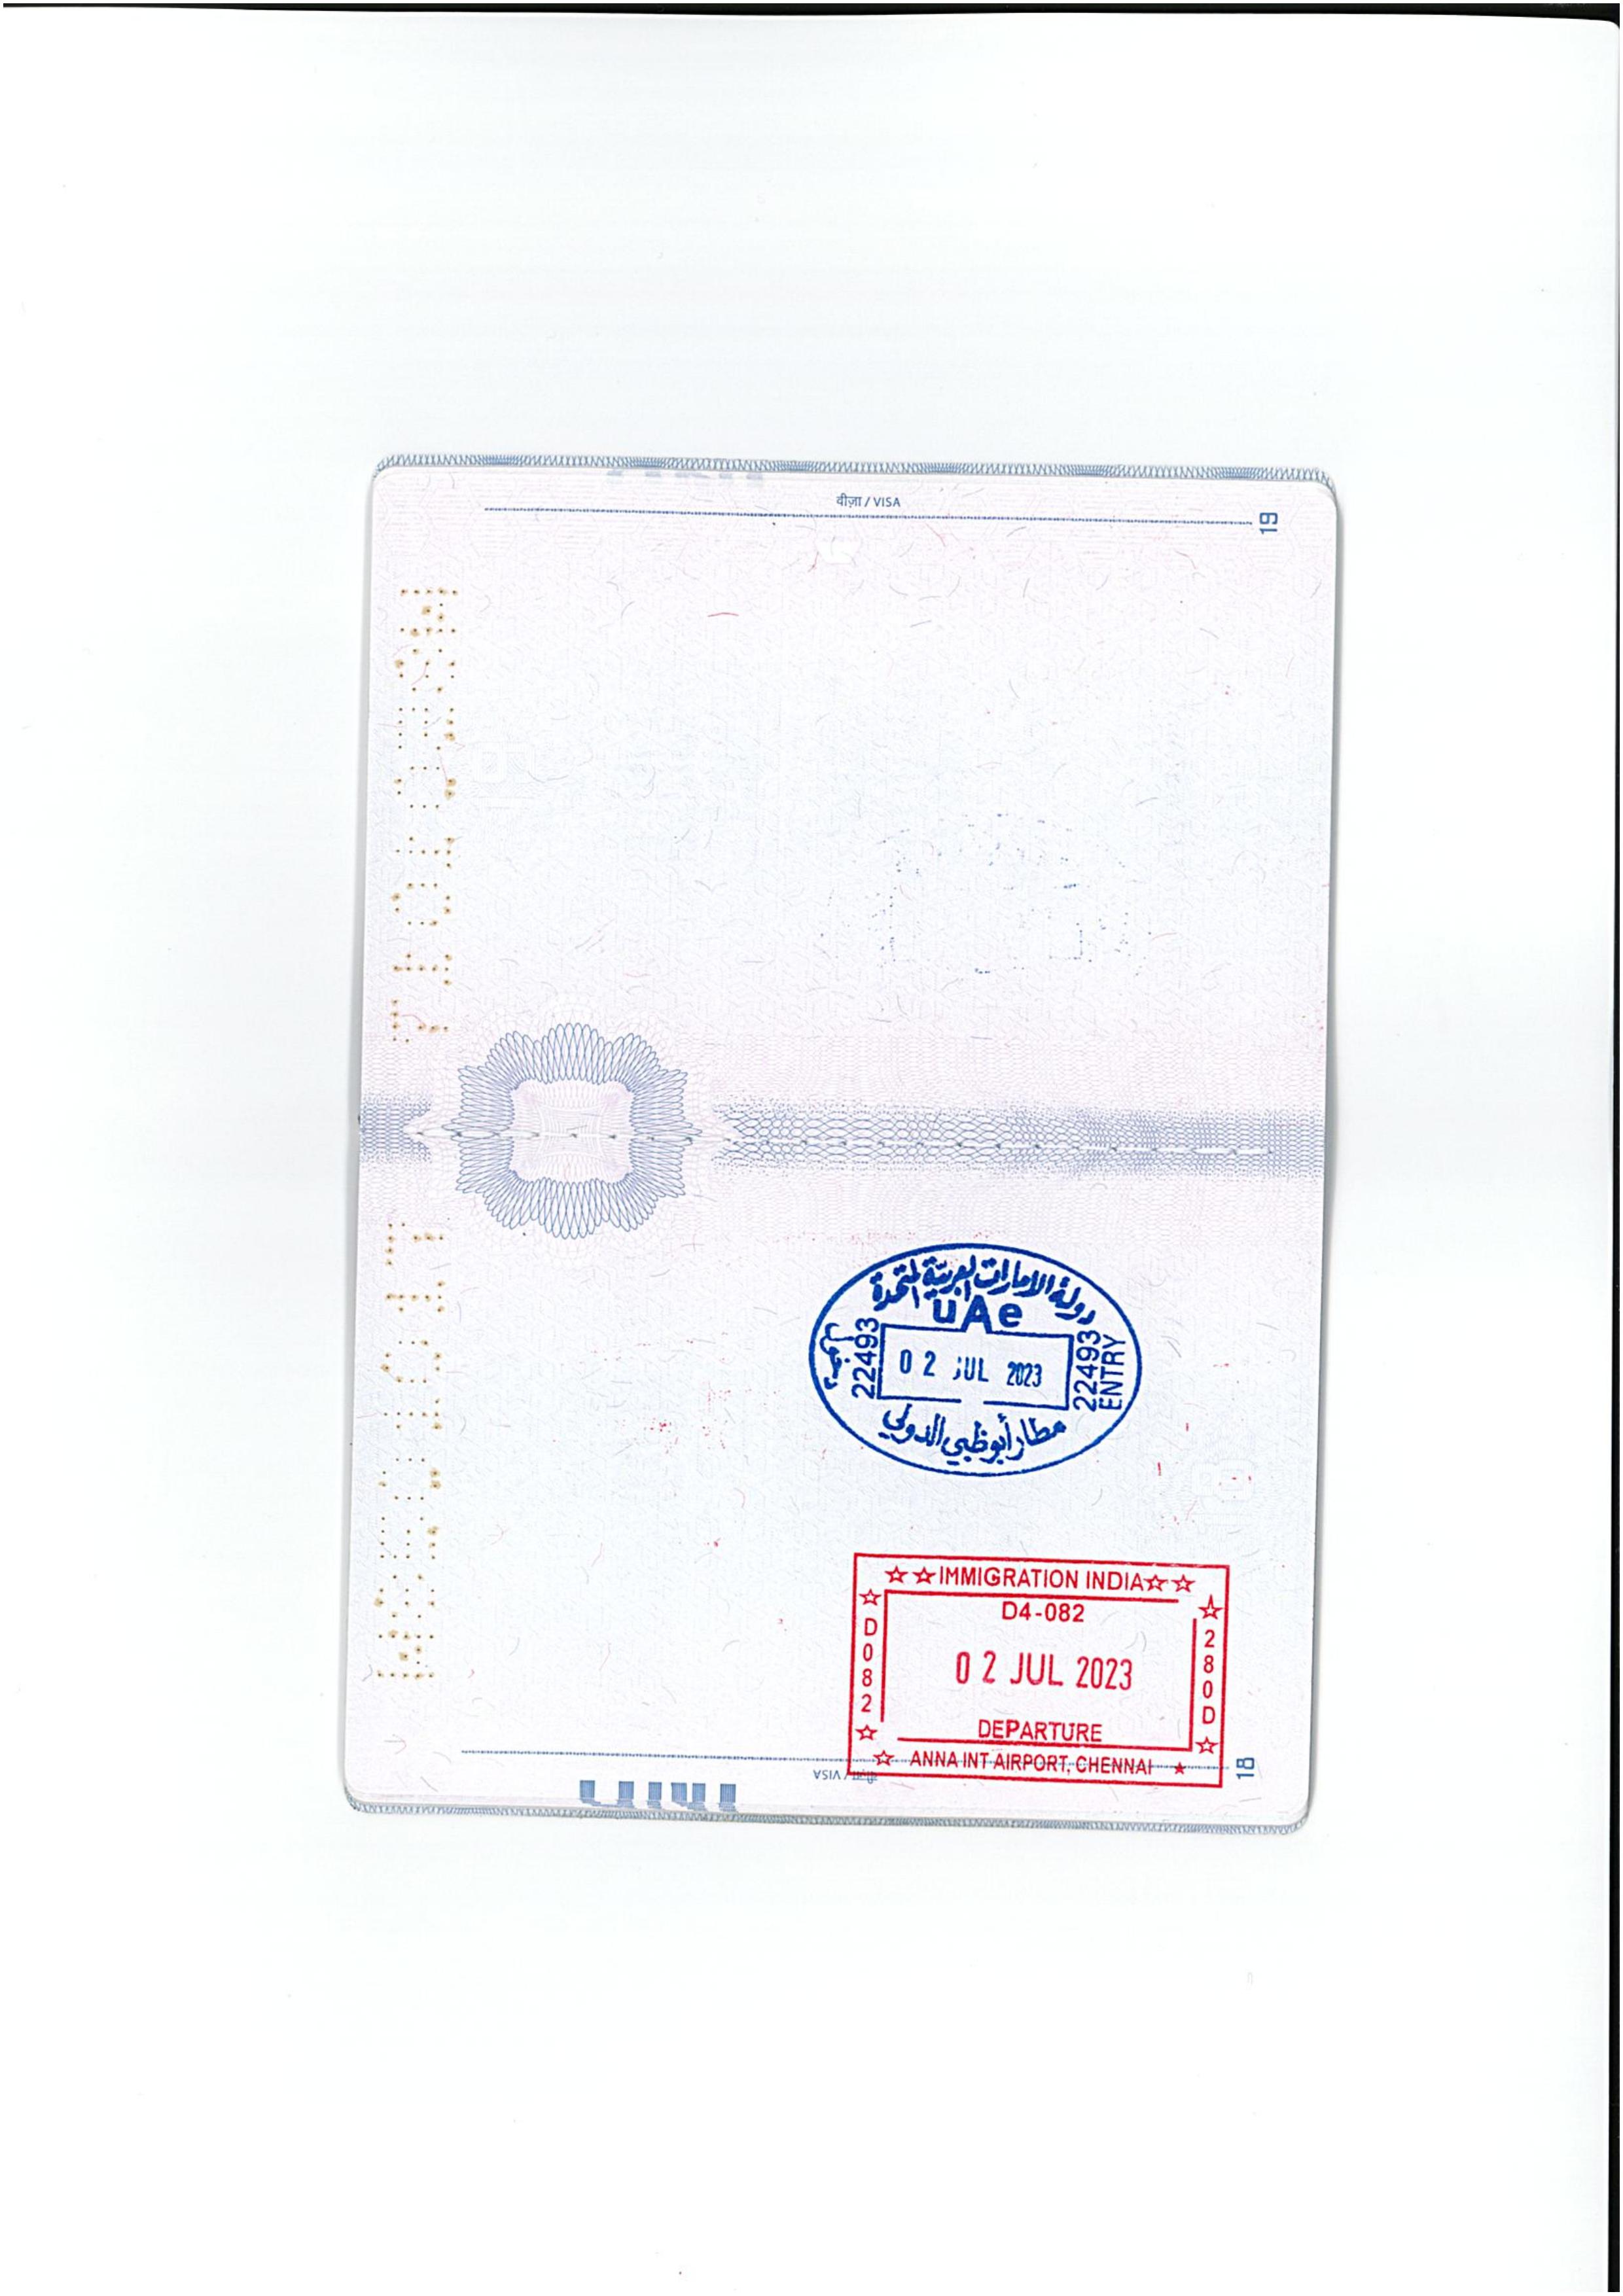 वीज़ा / VISA
19
دولة الامارات العربية المتحدة
UAe
22493
02 JUL 2023
22493
ENTRY
مطار أبوظبي الدولي
☆☆IMMIGRATION INDIA☆☆
D4-082
☆ D082 ☆
02 JUL 2023
☆ 280D ☆
DEPARTURE
☆ ANNA INT AIRPORT, CHENNAI ★
वीज़ा / VISA
18